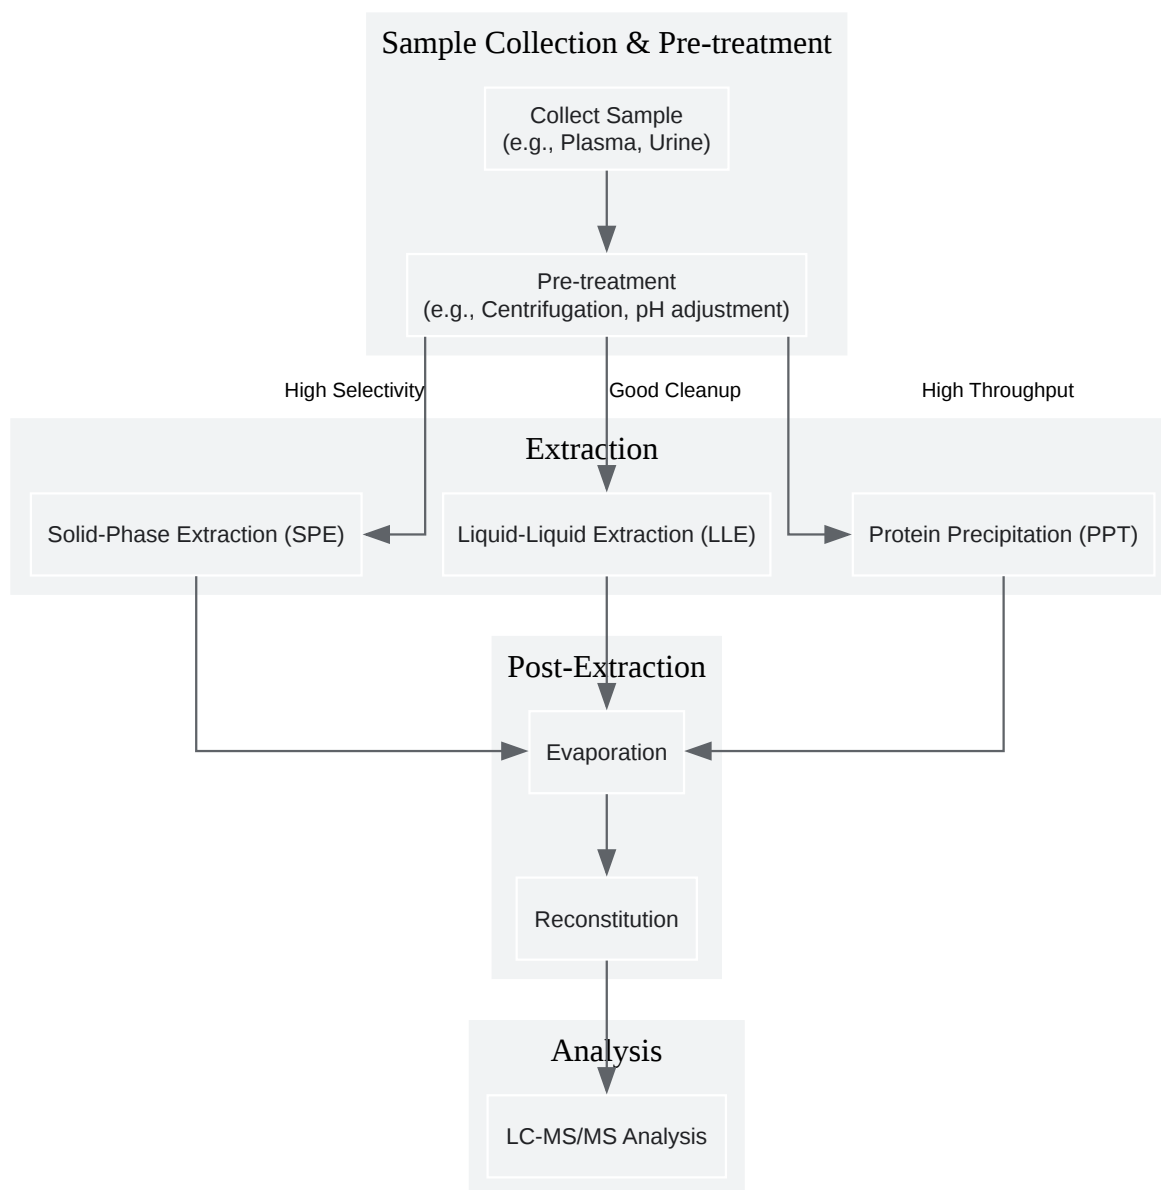 Sample Collection & Pre-treatment
Collect Sample
(e.g., Plasma, Urine)
Pre-treatment
(e.g., Centrifugation, pH adjustment)
High Selectivity
Good Cleanup
High Throughput
Extraction
Solid-Phase Extraction (SPE)
Liquid-Liquid Extraction (LLE)
Protein Precipitation (PPT)
Post-Extraction
Evaporation
Reconstitution
Analysis
LC-MS/MS Analysis